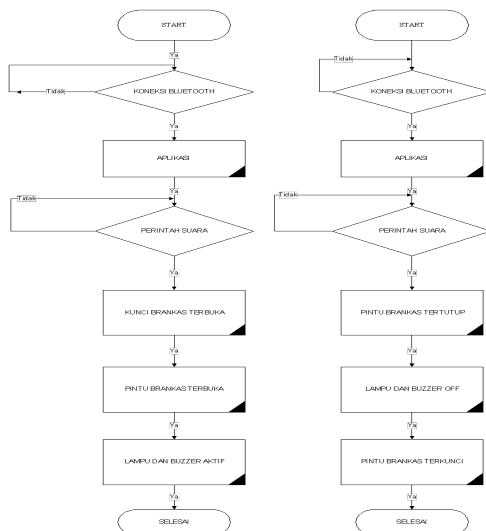 START
Ya
Tidak
KONEKSI BLUETOOTH
Ya
APLIKASI
Ya
Tidak
PERINTAH SUARA
Ya
KUNCI BRANKAS TERBUKA
Ya
PINTU BRANKAS TERBUKA
Ya
LAMPU DAN BUZZER AKTIF
Ya
SELESAI
START
Tidak
KONEKSI BLUETOOTH
Ya
APLIKASI
Ya
Tidak
PERINTAH SUARA
Ya
PINTU BRANKAS TERTUTUP
Ya
LAMPU DAN BUZZER OFF
Ya
PINTU BRANKAS TERKUNCI
Ya
SELESAI